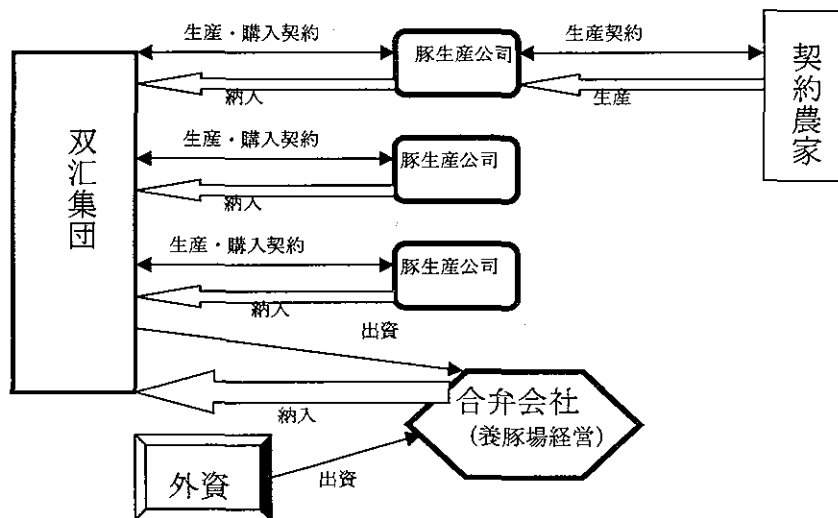 生産・購入契約
豚生産公司
生産契約
契約農家
納入
生産
双汇集団
生産・購入契約
豚生産公司
納入
生産・購入契約
豚生産公司
納入
出資
合弁会社
(養豚場経営)
納入
外資
出資